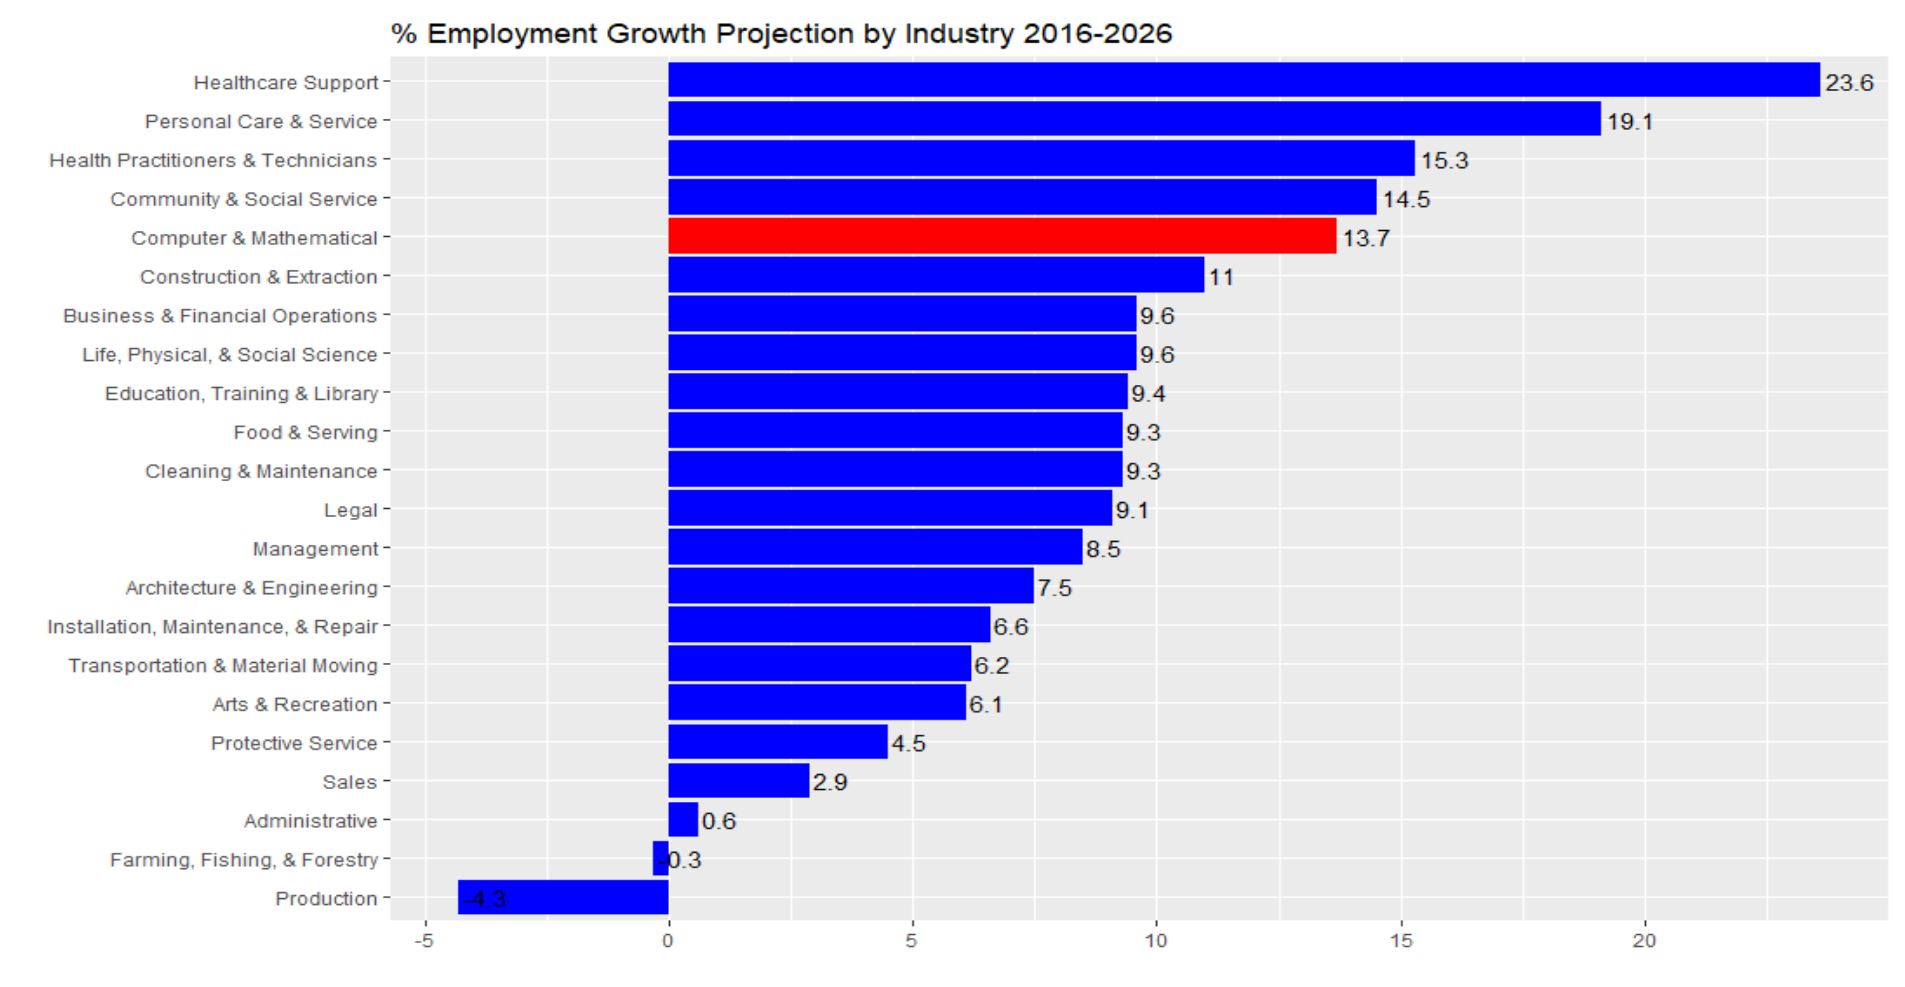 % Employment Growth Projection by Industry 2016-2026
Healthcare Support 23.6
Personal Care & Service 19.1
Health Practitioners & Technicians 15.3
Community & Social Service 14.5
Computer & Mathematical 13.7
Construction & Extraction 11
Business & Financial Operations 9.6
Life, Physical, & Social Science 9.6
Education, Training & Library 9.4
Food & Serving 9.3
Cleaning & Maintenance 9.3
Legal 9.1
Management 8.5
Architecture & Engineering 7.5
Installation, Maintenance, & Repair 6.6
Transportation & Material Moving 6.2
Arts & Recreation 6.1
Protective Service 4.5
Sales 2.9
Administrative 0.6
Farming, Fishing, & Forestry -0.3
Production -4.3
-5 0 5 10 15 20